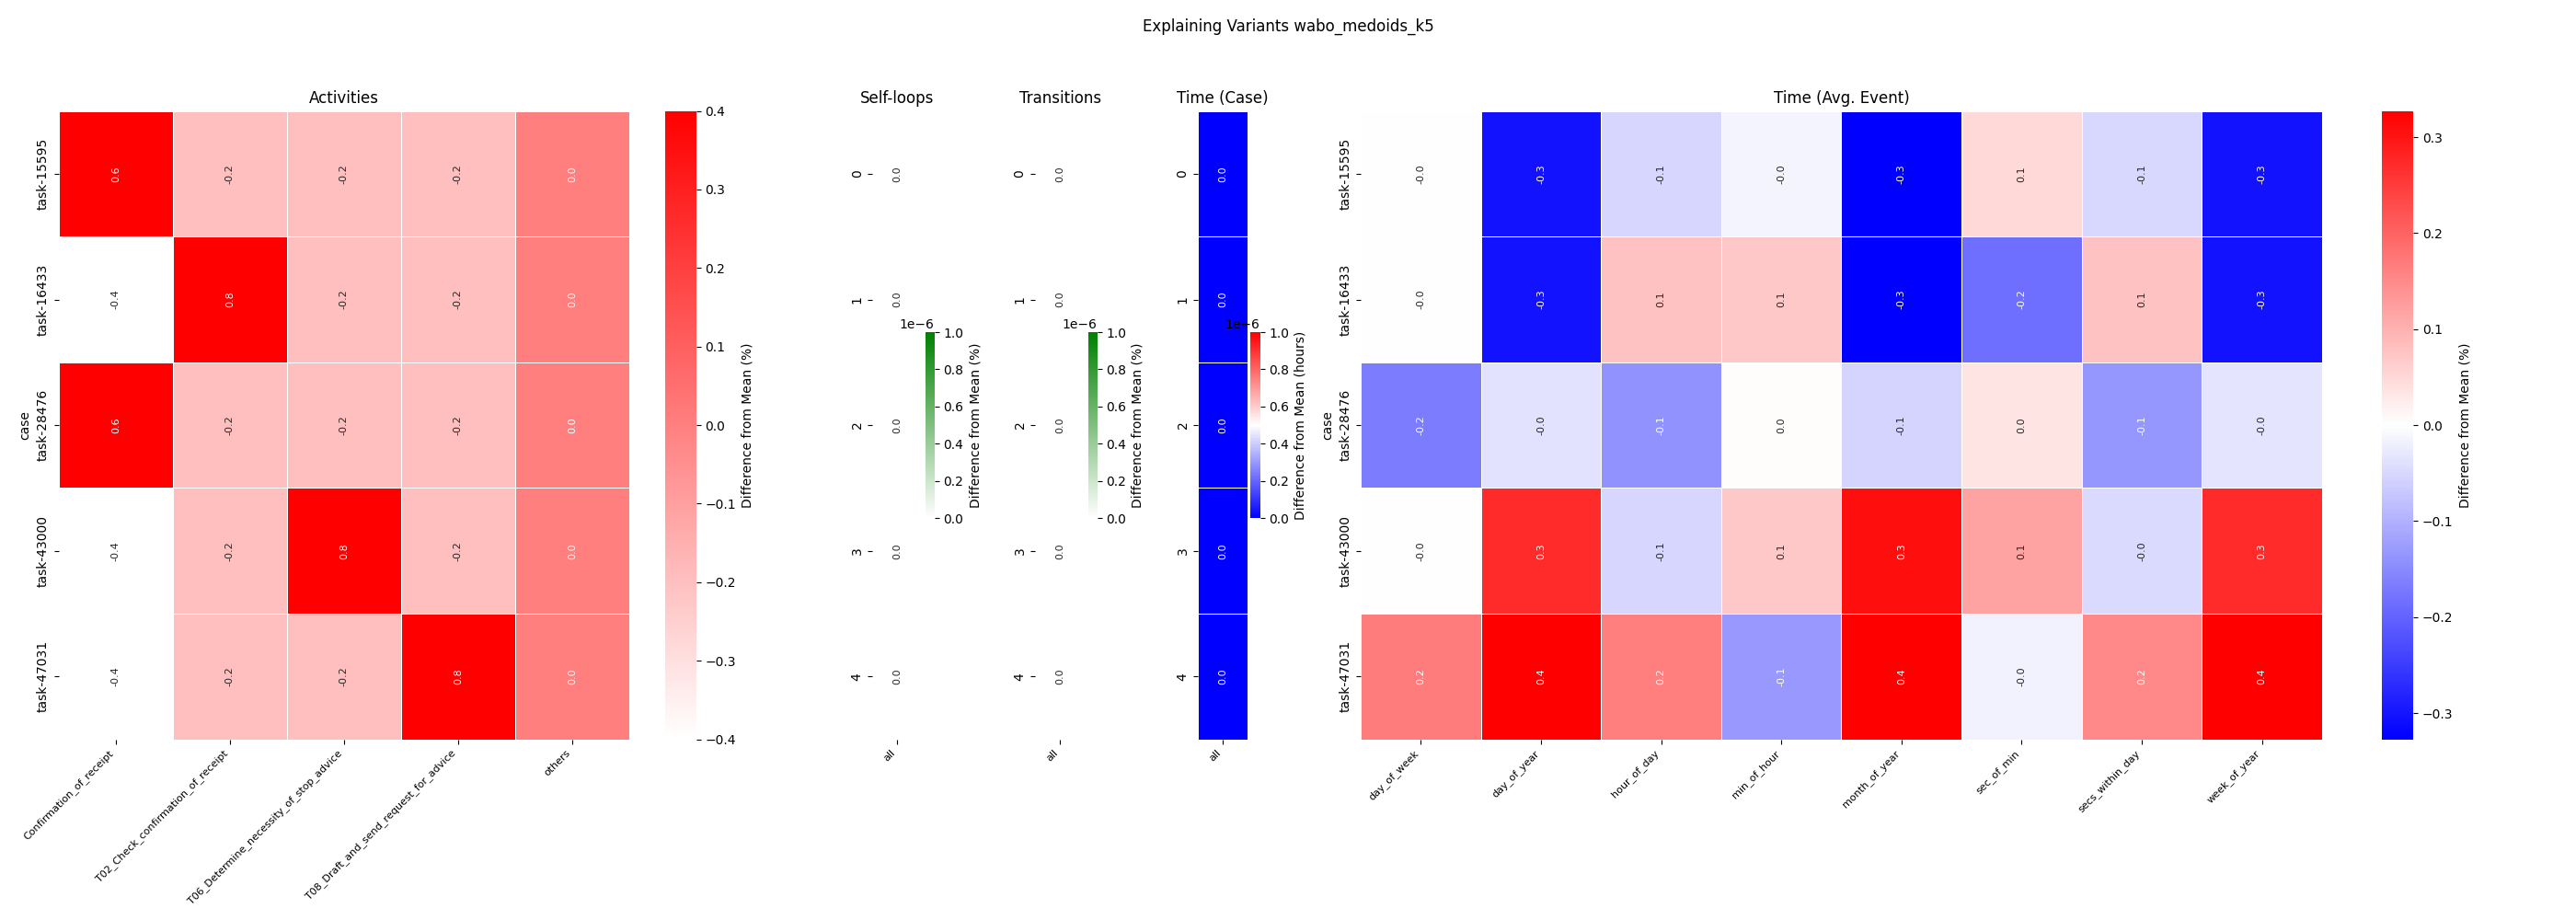 Explaining Variants wabo_medoids_k5
Activities
case
task-15595
task-16433
task-28476
task-43000
task-47031
0.6 -0.2 -0.2 -0.2 0.0
-0.4 0.8 -0.2 -0.2 0.0
0.6 -0.2 -0.2 -0.2 0.0
-0.4 -0.2 0.8 -0.2 0.0
-0.4 -0.2 -0.2 0.8 0.0
Confirmation_of_receipt
T02_Check_confirmation_of_receipt
T06_Determine_necessity_of_stop_advice
T08_Draft_and_send_request_for_advice
others
0.4
0.3
0.2
0.1
0.0
−0.1
−0.2
−0.3
−0.4
Difference from Mean (%)
Self-loops
0 0.0
1 0.0
2 0.0
3 0.0
4 0.0
all
1e−6
1.0
0.8
0.6
0.4
0.2
0.0
Difference from Mean (%)
Transitions
0 0.0
1 0.0
2 0.0
3 0.0
4 0.0
all
1e−6
1.0
0.8
0.6
0.4
0.2
0.0
Difference from Mean (%)
Time (Case)
0 0.0
1 0.0
2 0.0
3 0.0
4 0.0
all
1e−6
1.0
0.8
0.6
0.4
0.2
0.0
Difference from Mean (hours)
Time (Avg. Event)
case
task-15595
task-16433
task-28476
task-43000
task-47031
-0.0 -0.3 -0.1 -0.0 -0.3 0.1 -0.1 -0.3
-0.0 -0.3 0.1 0.1 -0.3 -0.2 0.1 -0.3
-0.2 -0.0 -0.1 0.0 -0.1 0.0 -0.1 -0.0
-0.0 0.3 -0.1 0.1 0.3 0.1 -0.0 0.3
0.2 0.4 0.2 -0.1 0.4 -0.0 0.2 0.4
day_of_week
day_of_year
hour_of_day
min_of_hour
month_of_year
sec_of_min
secs_within_day
week_of_year
0.3
0.2
0.1
0.0
−0.1
−0.2
−0.3
Difference from Mean (%)